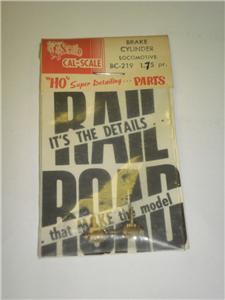 CAL-SCALE
BRAKE
CYLINDER
LOCOMOTIVE
BC-219 1.75 pr.
"HO" Super Detailing... PARTS
RAIL
IT'S THE DETAILS...
ROAD
...that MAKE the model